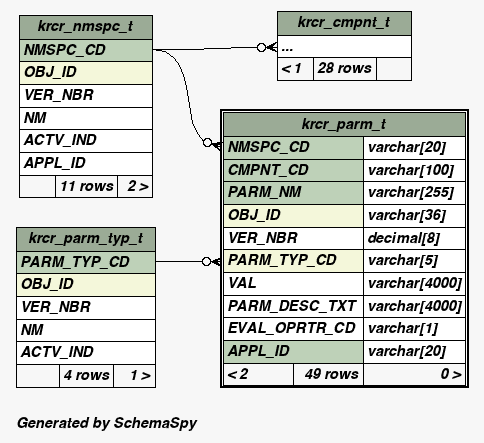 krcr_nmspc_t
NMSPC_CD
OBJ_ID
VER_NBR
NM
ACTV_IND
APPL_ID
11 rows 2 >
krcr_cmpnt_t
...
< 1 28 rows
krcr_parm_t
NMSPC_CD varchar[20]
CMPNT_CD varchar[100]
PARM_NM varchar[255]
OBJ_ID varchar[36]
VER_NBR decimal[8]
PARM_TYP_CD varchar[5]
VAL varchar[4000]
PARM_DESC_TXT varchar[4000]
EVAL_OPRTR_CD varchar[1]
APPL_ID varchar[20]
< 2 49 rows 0 >
krcr_parm_typ_t
PARM_TYP_CD
OBJ_ID
VER_NBR
NM
ACTV_IND
4 rows 1 >
Generated by SchemaSpy